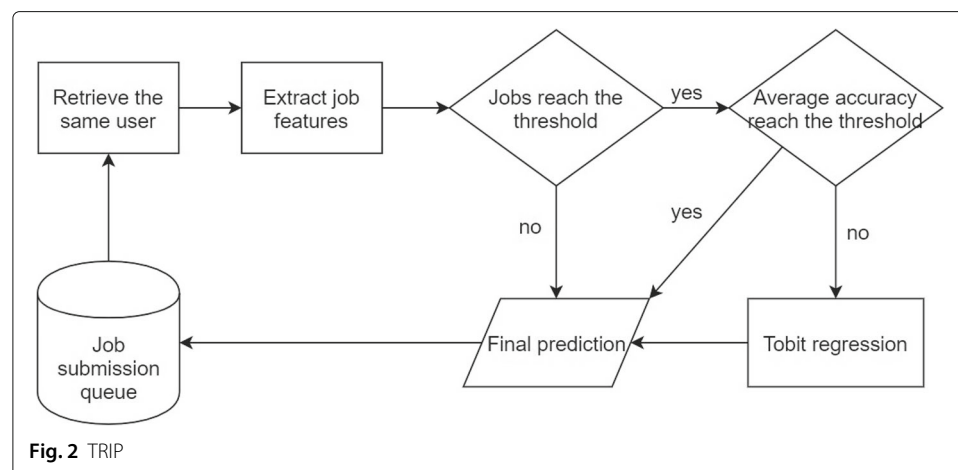 Retrieve the
same user
Extract job
features
Jobs reach the
threshold
yes
Average accuracy
reach the threshold
no
yes
no
Job
submission
queue
Final prediction
Tobit regression
Fig. 2 TRIP